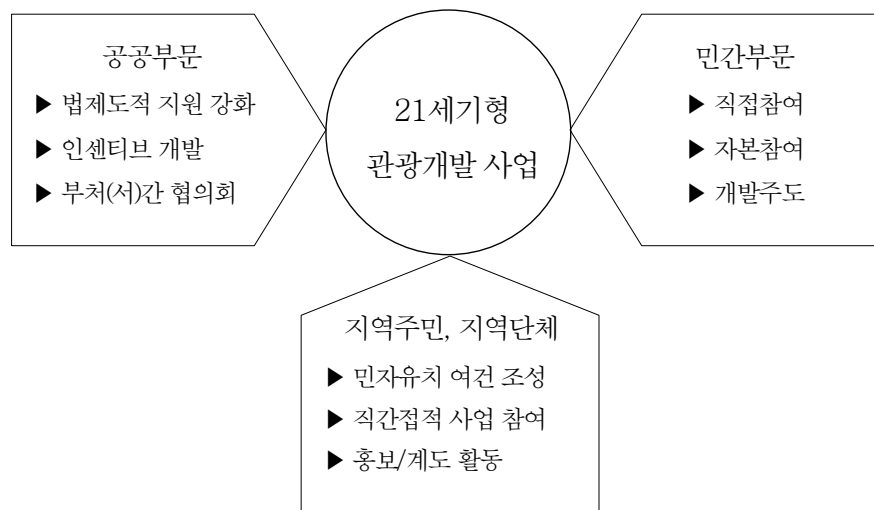 공공부문
▶ 법제도적 지원 강화
▶ 인센티브 개발
▶ 부처(서)간 협의회
21세기형
관광개발 사업
민간부문
▶ 직접참여
▶ 자본참여
▶ 개발주도
지역주민, 지역단체
▶ 민자유치 여건 조성
▶ 직간접적 사업 참여
▶ 홍보/계도 활동